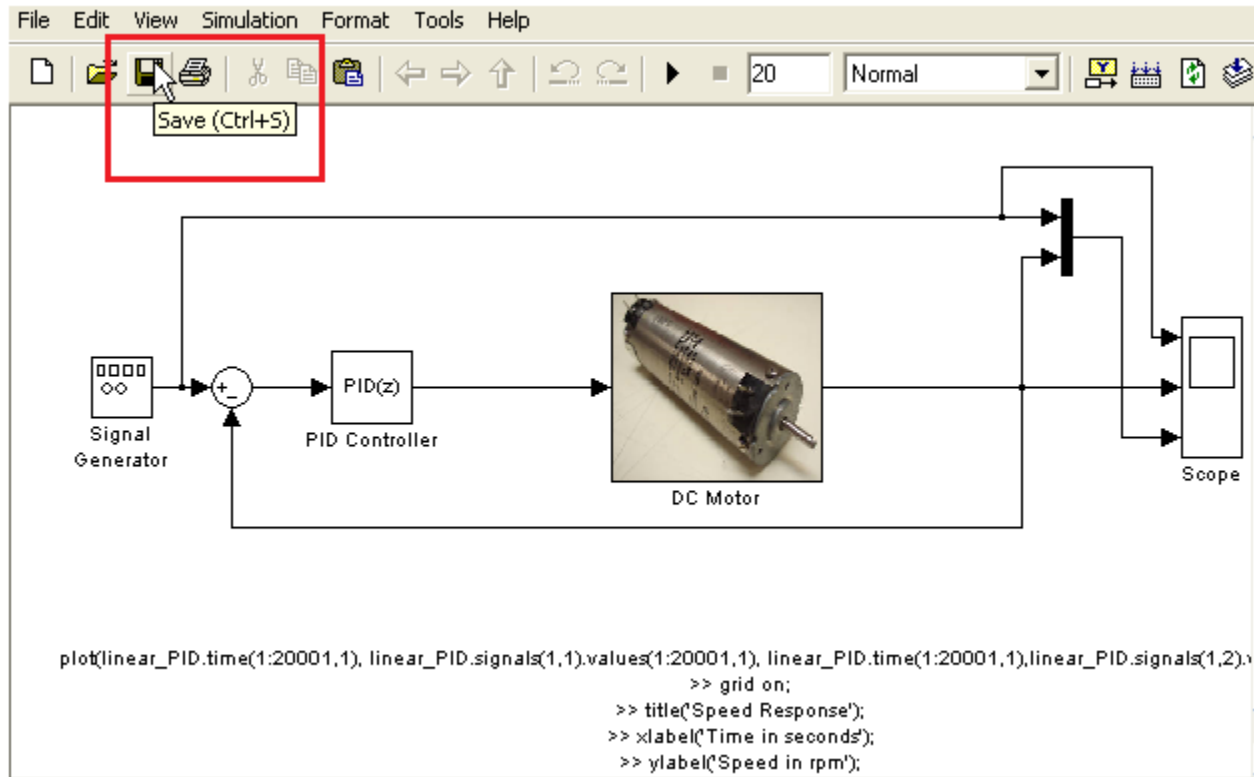 File Edit View Simulation Format Tools Help
20 Normal
Save (Ctrl+S)
Signal
Generator
PID(z)
PID Controller
DC Motor
Scope
plot(linear_PID.time(1:20001,1), linear_PID.signals(1,1).values(1:20001,1), linear_PID.time(1:20001,1),linear_PID.signals(1,2).
>> grid on;
>> title('Speed Response');
>> xlabel('Time in seconds');
>> ylabel('Speed in rpm');